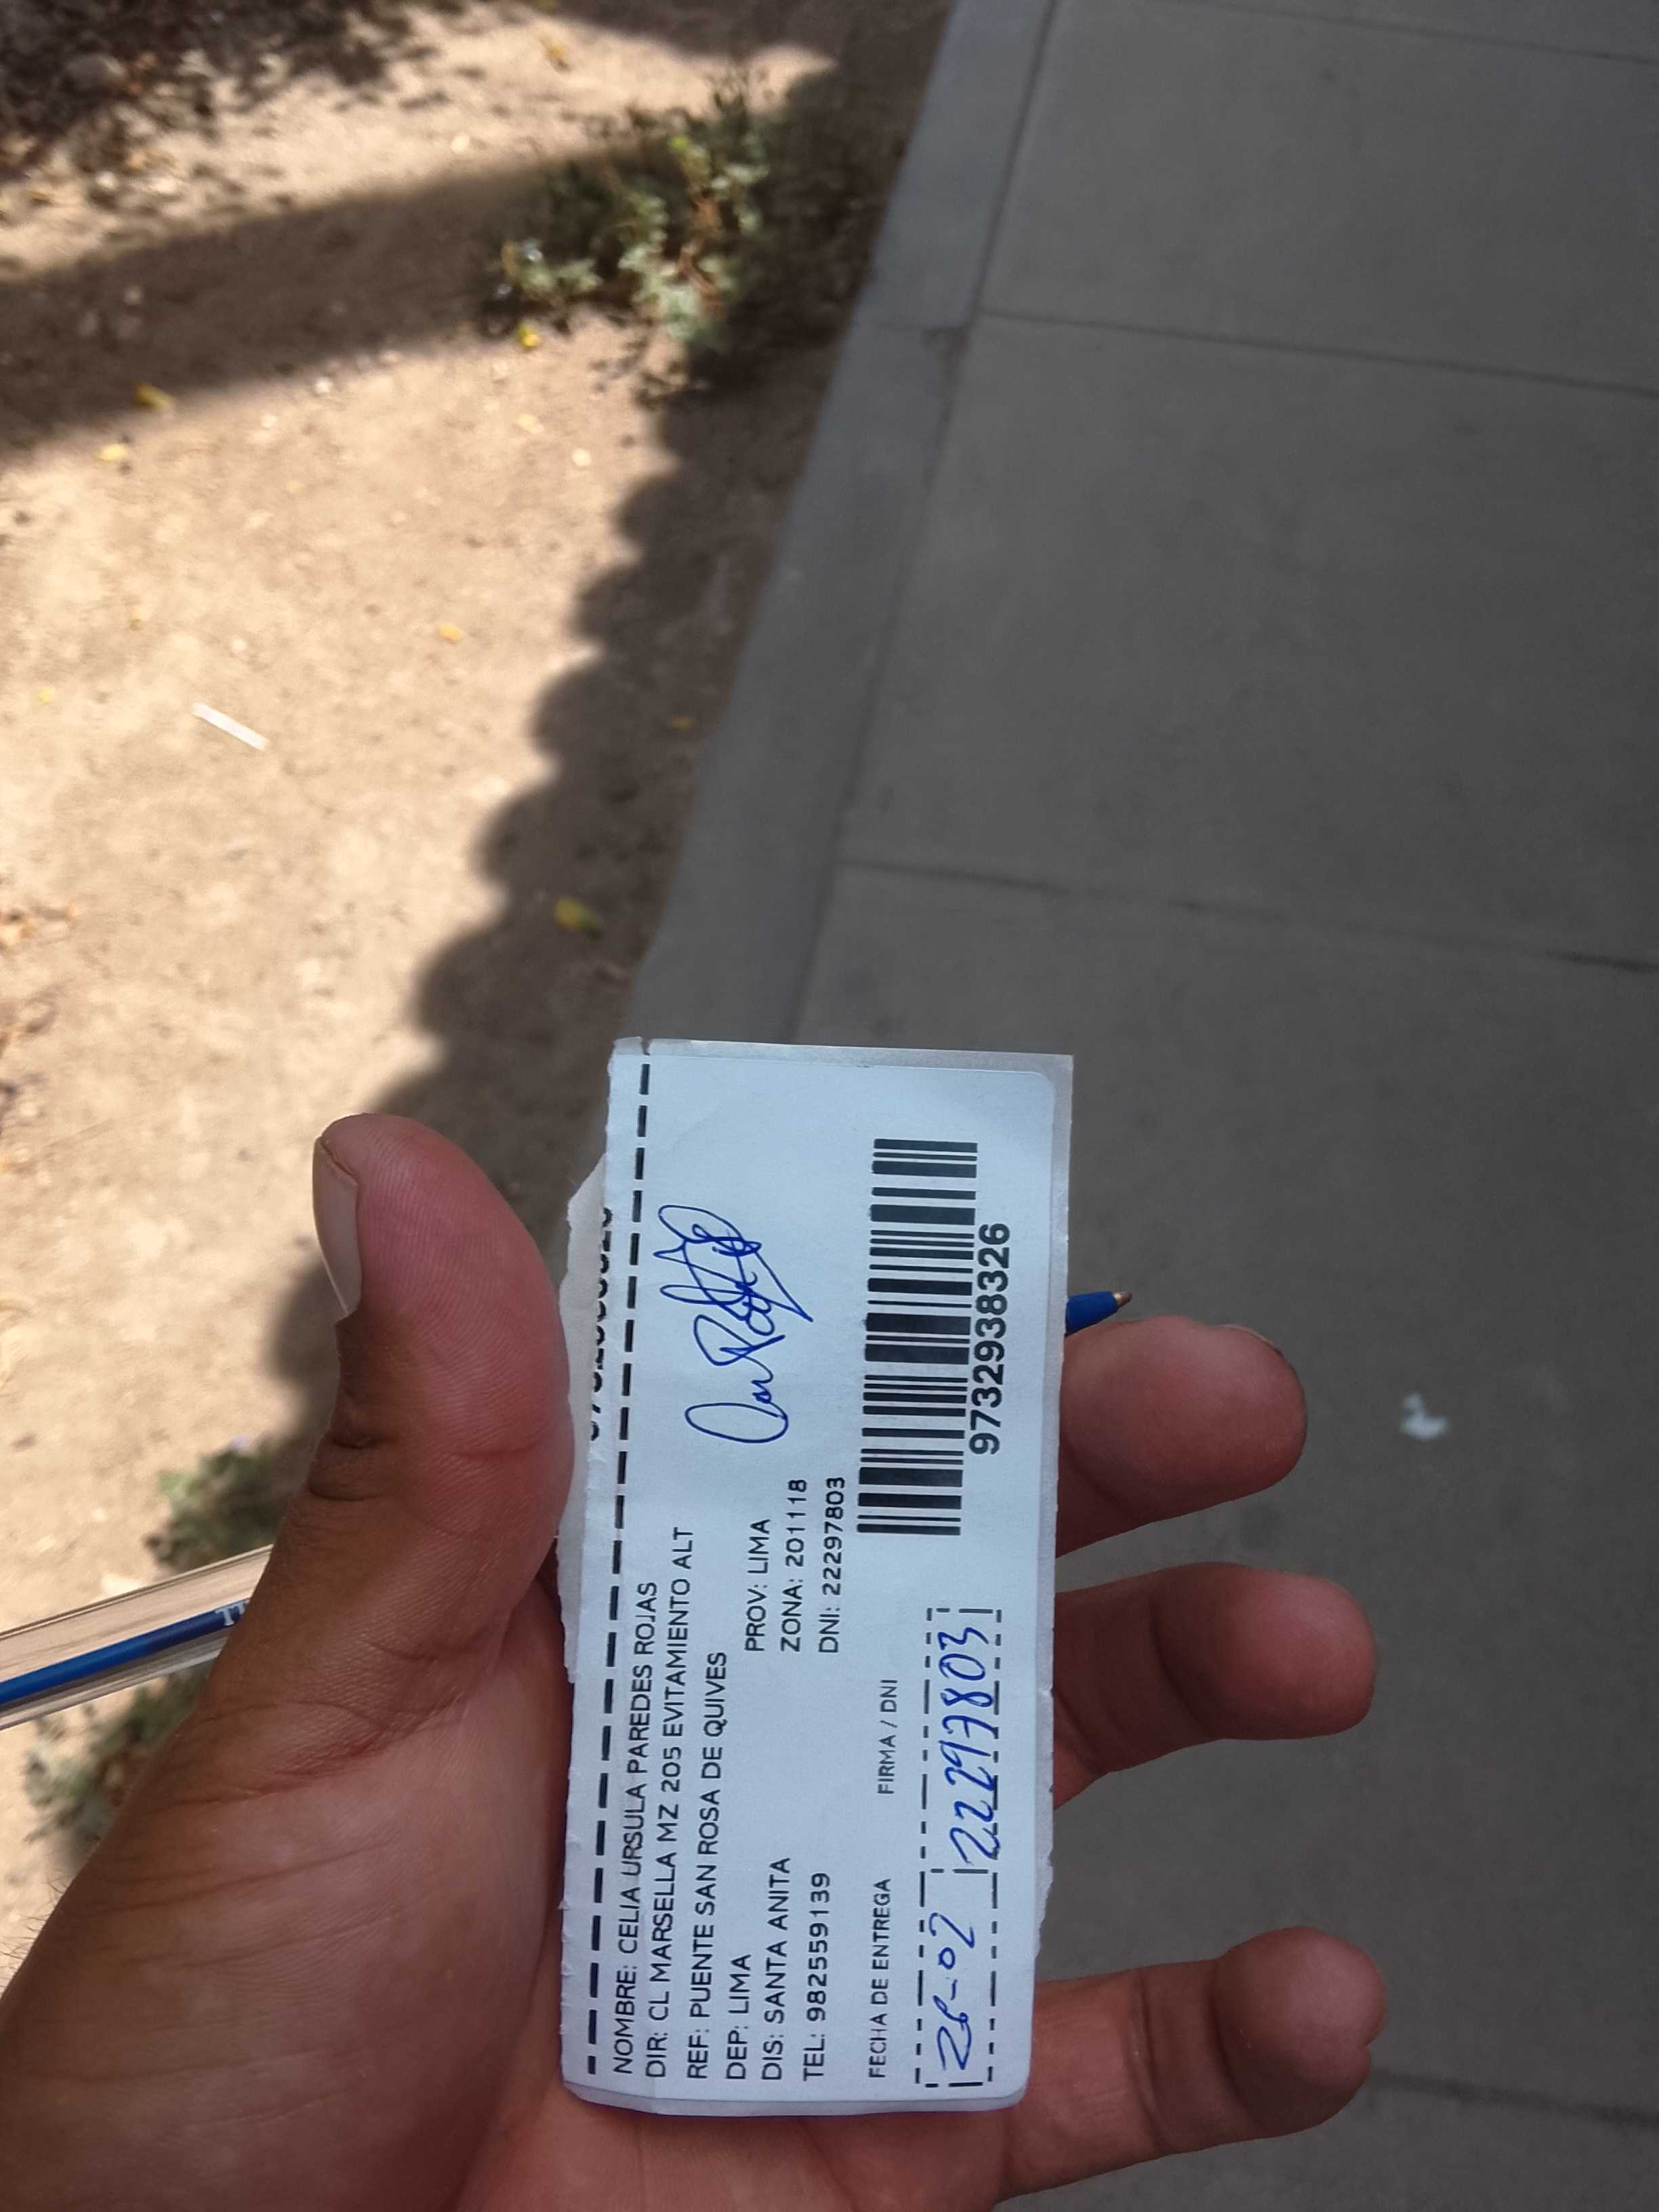 NOMBRE: CELIA URSULA PAREDES ROJAS
DIR: CL MARSELLA MZ 205 EVITAMIENTO ALT
REF: PUENTE SAN ROSA DE QUIVES
DEP: LIMA PROV: LIMA
DIS: SANTA ANITA ZONA: 201118
TEL: 982559139 DNI: 22297803
FECHA DE ENTREGA FIRMA / DNI
26-02 22297803
9732938326